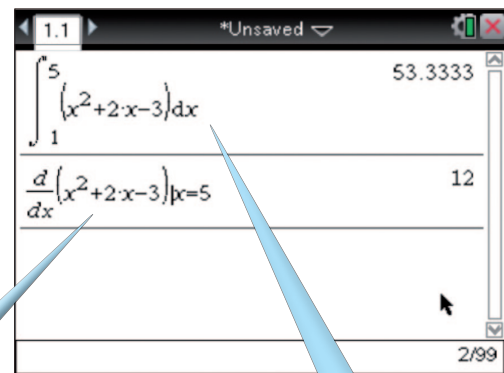 1.1 *Unsaved
∫₁⁵(x²+2·x−3)dx 53.3333
d/dx(x²+2·x−3)|x=5 12
2/99